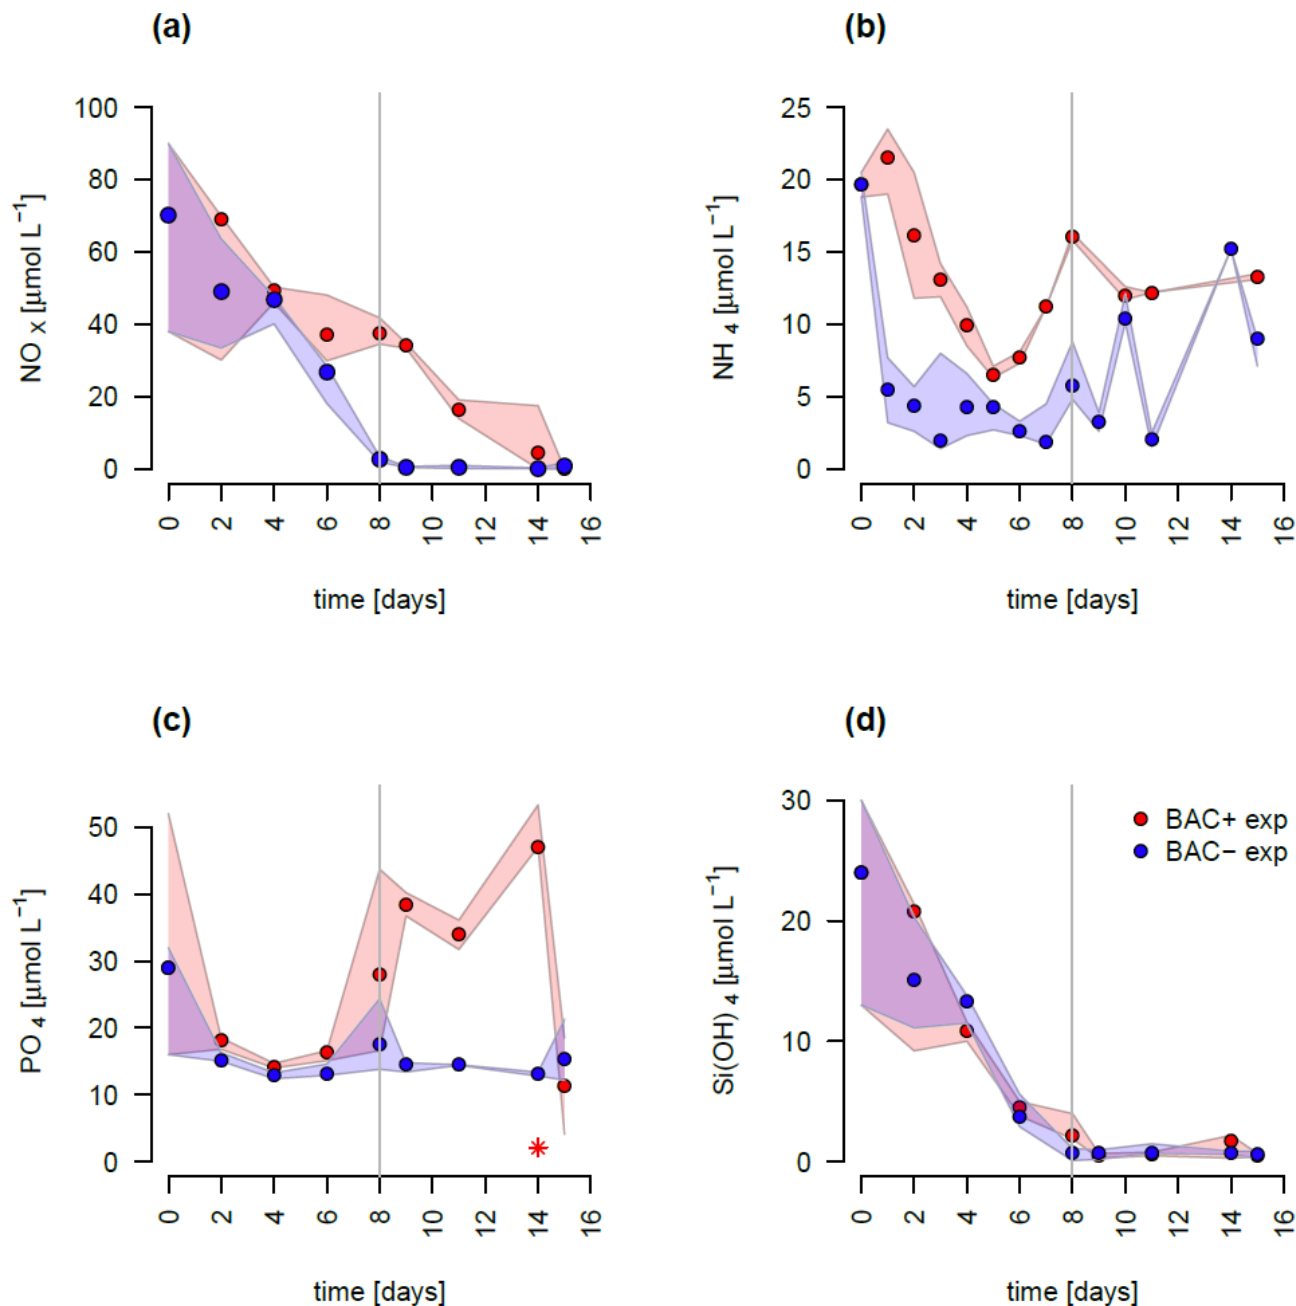 (a)
100
80
60
40
20
0
NO X [µmol L−1]
0 2 4 6 8 10 12 14 16
time [days]
(b)
25
20
15
10
5
0
NH 4 [µmol L−1]
0 2 4 6 8 10 12 14 16
time [days]
(c)
50
40
30
20
10
0
PO 4 [µmol L−1]
0 2 4 6 8 10 12 14 16
time [days]
(d)
30
20
10
0
Si(OH) 4 [µmol L−1]
BAC+ exp
BAC− exp
0 2 4 6 8 10 12 14 16
time [days]